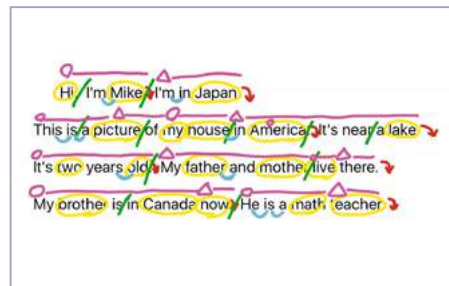 Hi I'm Mike. I'm in Japan
This is a picture of my house in America. It's near a lake
It's two years old. My father and mother live there.
My brother is in Canada now. He is a math teacher